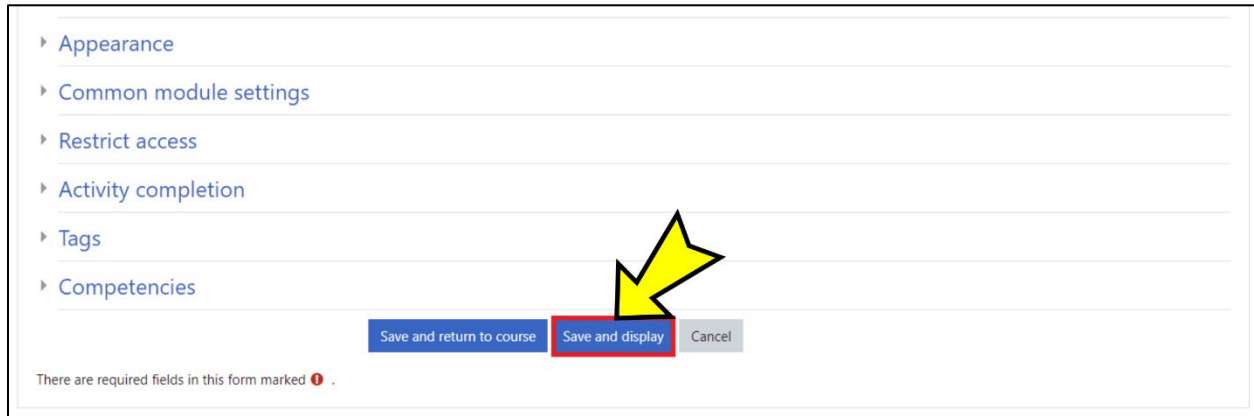 Appearance
Common module settings
Restrict access
Activity completion
Tags
Competencies
Save and return to course Save and display Cancel
There are required fields in this form marked .